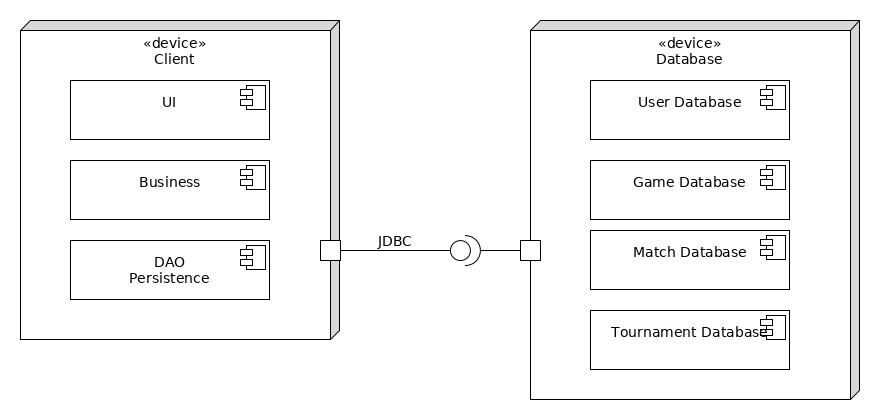 «device»
Client
UI
Business
DAO
Persistence
JDBC
«device»
Database
User Database
Game Database
Match Database
Tournament Database